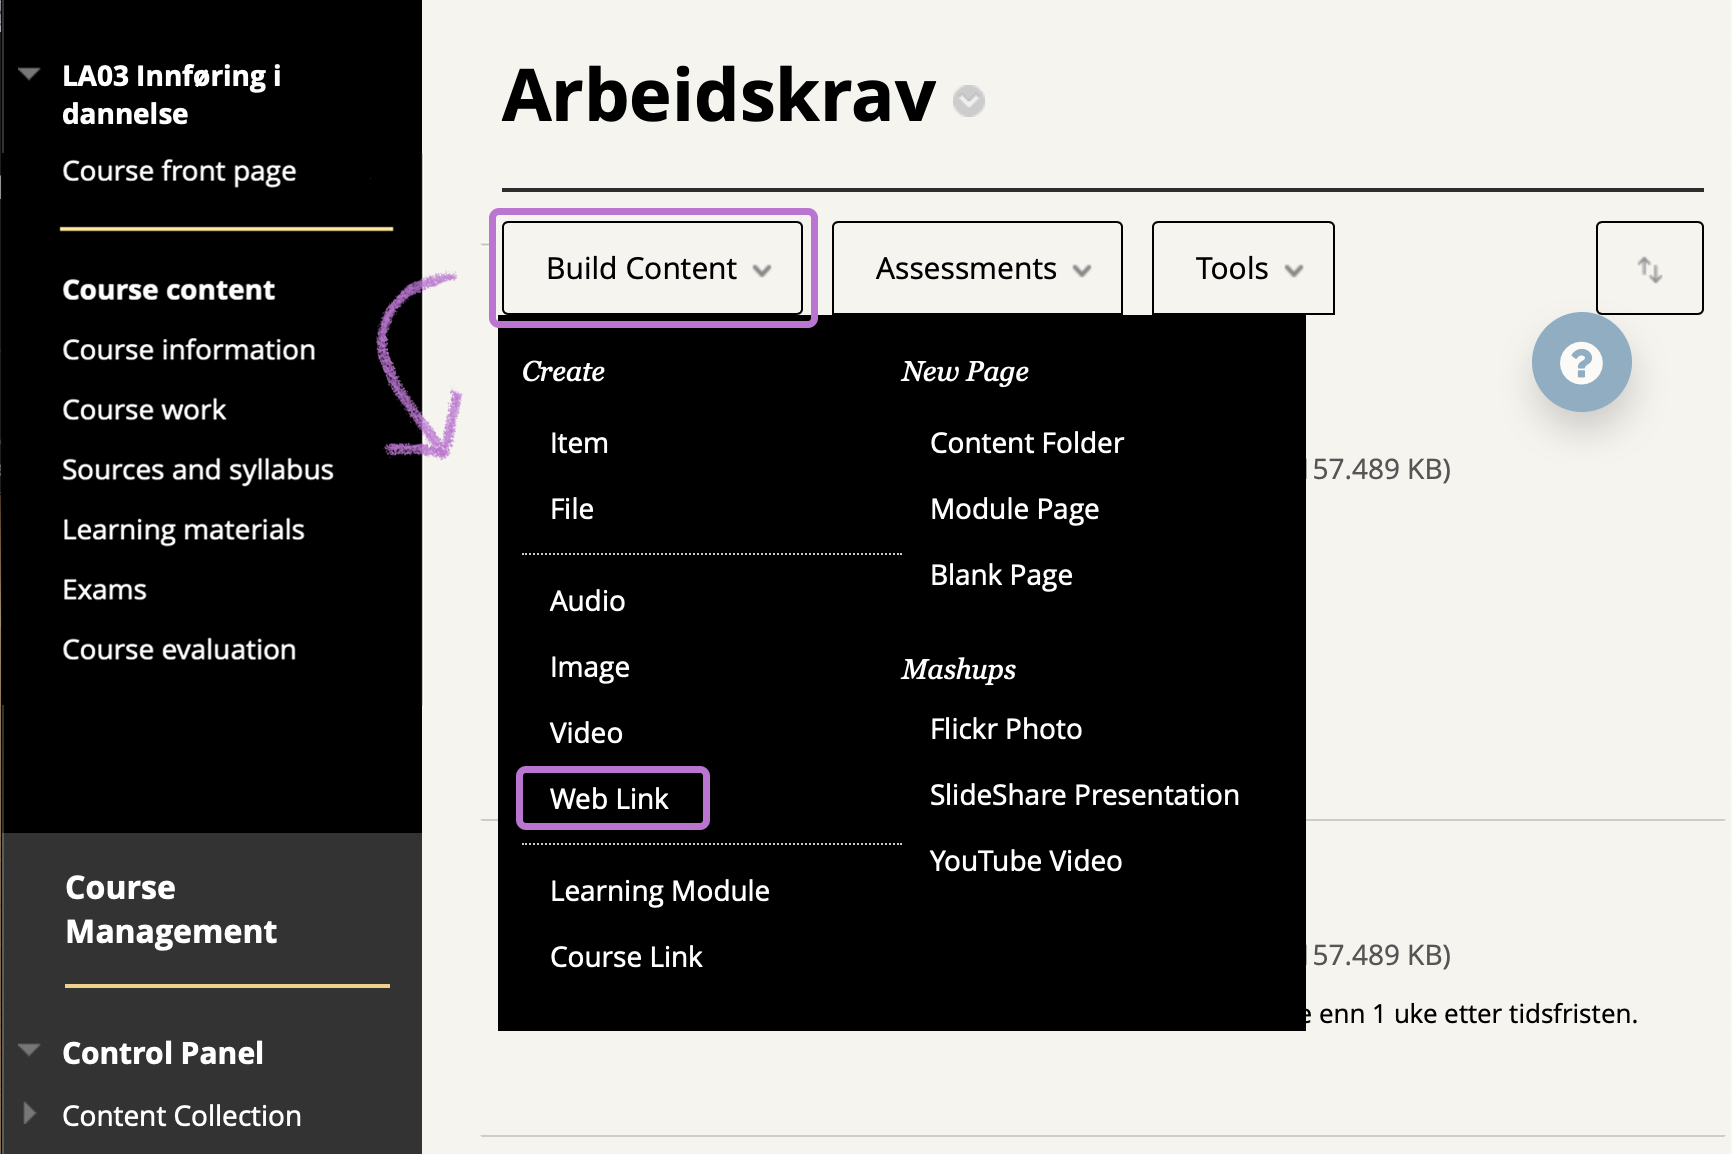 LA03 Innføring i
dannelse
Course front page
Course content
Course information
Course work
Sources and syllabus
Learning materials
Exams
Course evaluation
Course
Management
Control Panel
Content Collection
Arbeidskrav
Build Content
Assessments
Tools
Create
Item
File
Audio
Image
Video
Web Link
Learning Module
Course Link
New Page
Content Folder
Module Page
Blank Page
Mashups
Flickr Photo
SlideShare Presentation
YouTube Video
?
57.489 KB)
57.489 KB)
enn 1 uke etter tidsfristen.